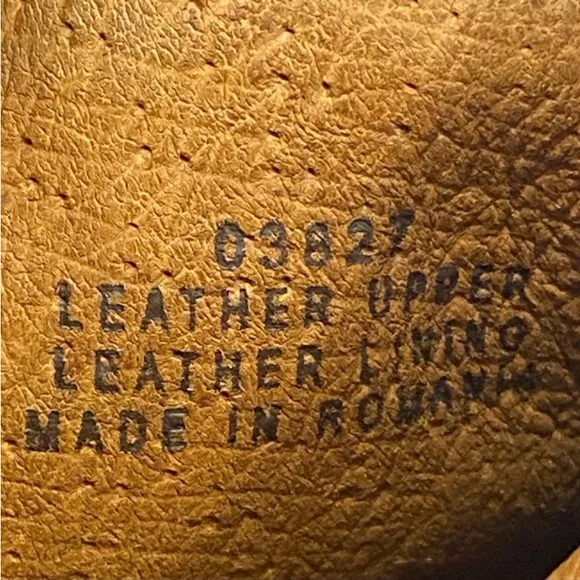 03827
LEATHER UPPER
LEATHER LINING
MADE IN ROMANIA